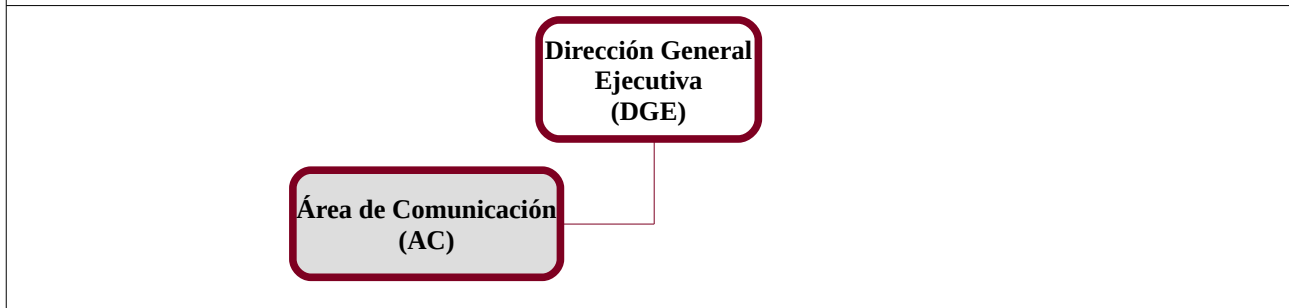 Dirección General
Ejecutiva
(DGE)
Área de Comunicación
(AC)